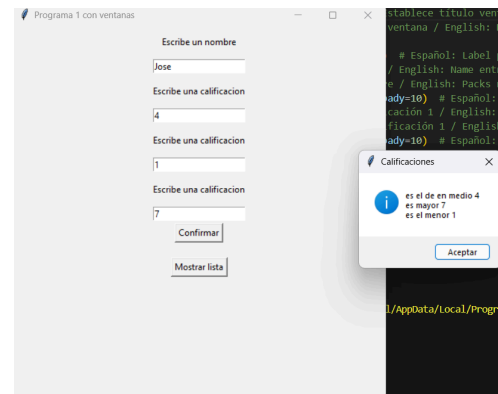 Programa 1 con ventanas
Escribe un nombre
Jose
Escribe una calificacion
4
Escribe una calificacion
1
Escribe una calificacion
7
Confirmar
Mostrar lista
stablece título ven
ventana / English:
# Español: Label
/ English: Name ent
/ English: Packs
ady=10) # Español:
cación 1 / English:
ficación 1 / Englis
ady=10) # Español:
Calificaciones
es el de en medio 4
es mayor 7
es el menor 1
Aceptar
l/AppData/Local/Progr